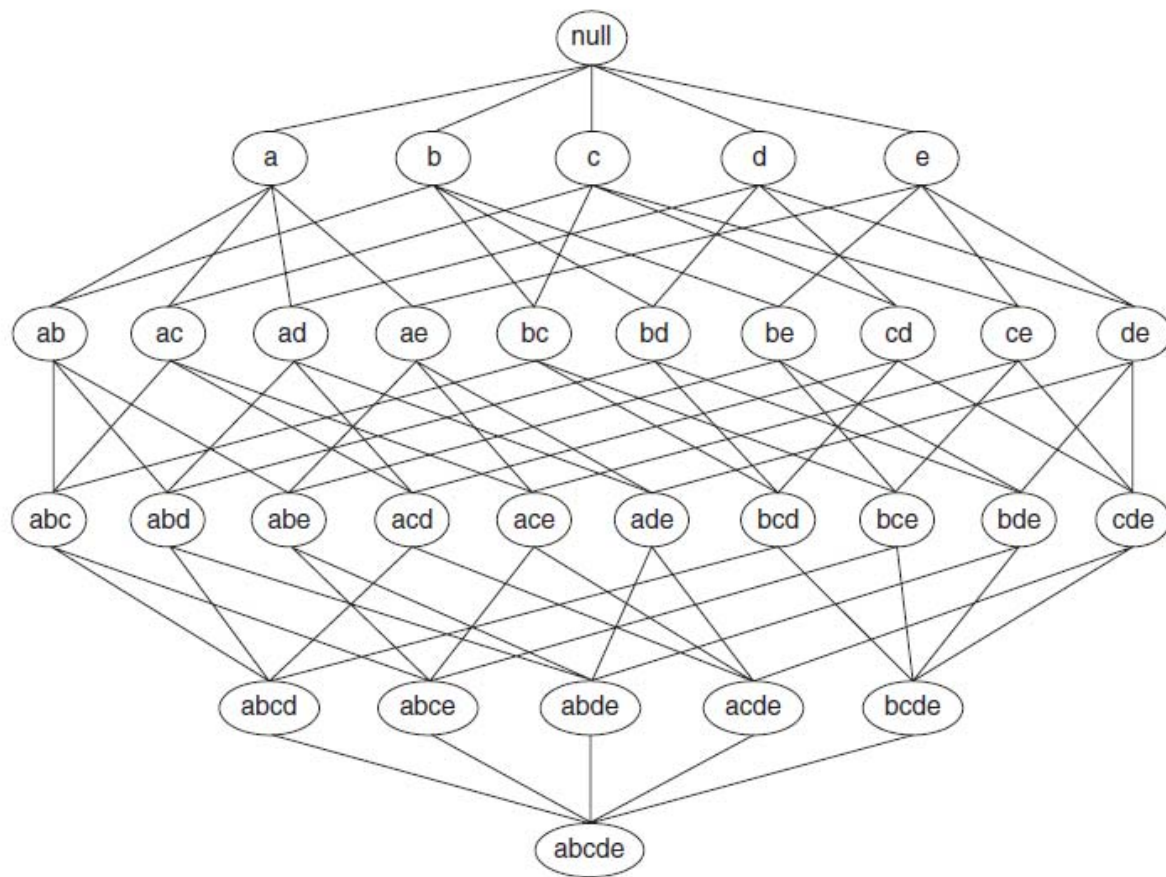 null
a b c d e
ab ac ad ae bc bd be cd ce de
abc abd abe acd ace ade bcd bce bde cde
abcd abce abde acde bcde
abcde